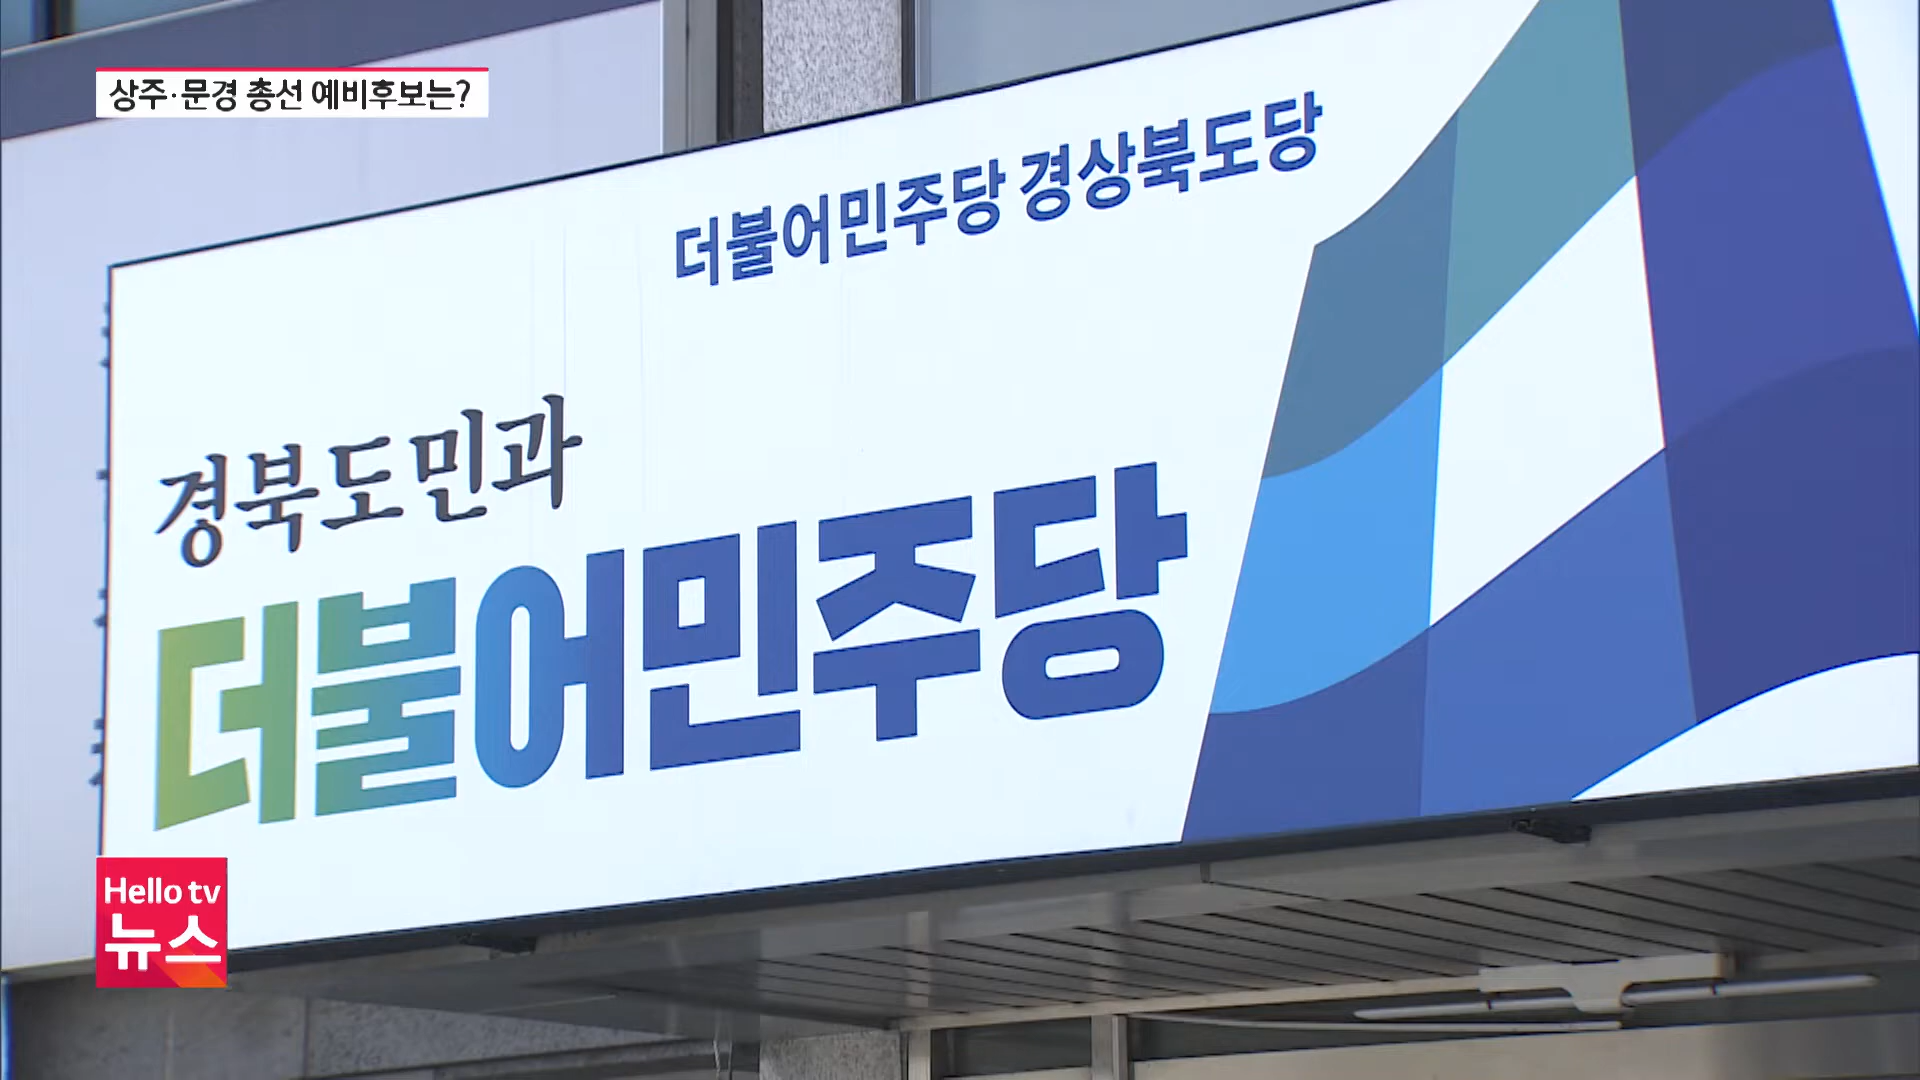 상주·문경 총선 예비후보는?
더불어민주당 경상북도당
경북도민과
더불어민주당
Hello tv
뉴스